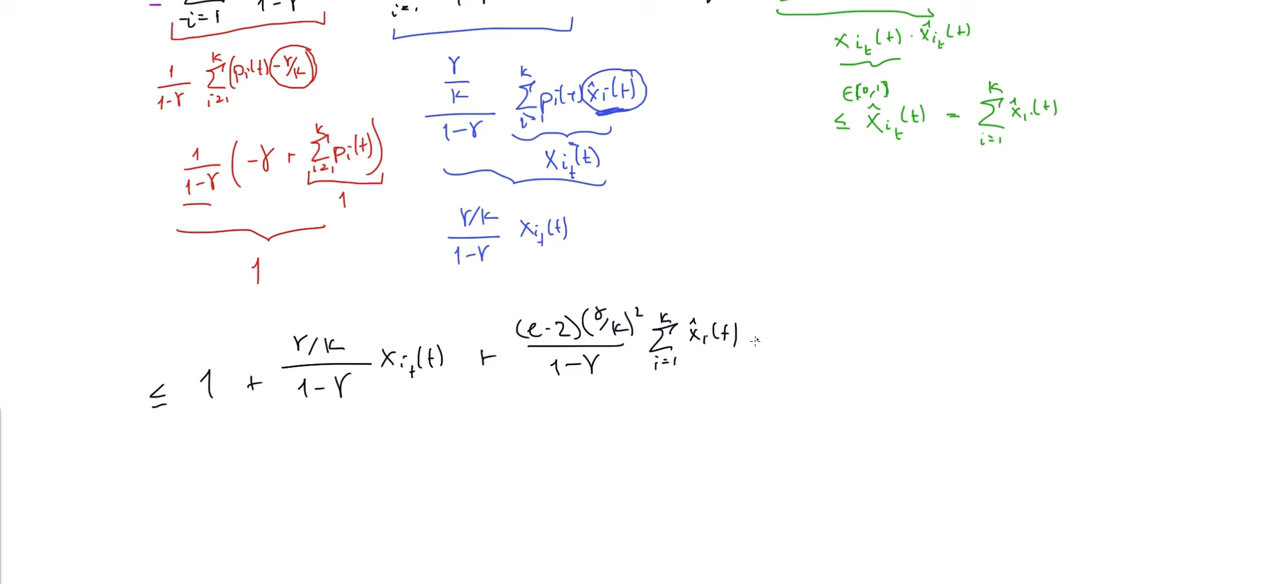 i=1 1-γ
1/(1-γ) Σ_{i=1}^{K} (p_i(t) - γ/K)
1/(1-γ) ( -γ + Σ_{i=1}^{K} p_i(t) )
1
1
(γ/K)/(1-γ) Σ_{i=1}^{K} p_i(t) x̂_i(t)
x_{i_t}(t)
(γ/K)/(1-γ) x_{i_t}(t)
x_{i_t}(t) · x̂_{i_t}(t)
∈[0,1]
≤ x̂_{i_t}(t) = Σ_{i=1}^{K} x̂_i(t)
≤ 1 + (γ/K)/(1-γ) x_{i_t}(t) + (e-2)(γ/K)²/(1-γ) Σ_{i=1}^{K} x̂_i(t)